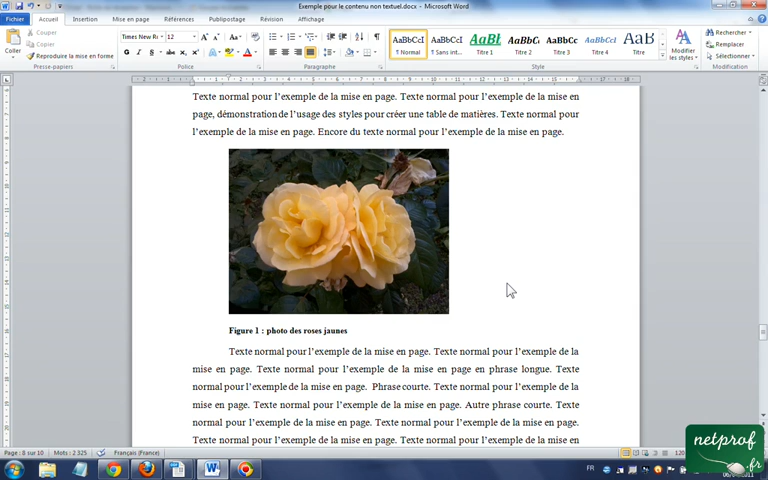 Exemple pour le contenu non textuel.docx - Microsoft Word
Fichier Accueil Insertion Mise en page Références Publipostage Révision Affichage
Coller
Couper
Copier
Reproduire la mise en forme
Presse-papiers
Times New R
12
Police
Paragraphe
AaBbCcI AaBbCcI AaBl AaBbCc AaBbCc AaBbCcI AaB
¶ Normal ¶ Sans int... Titre 1 Titre 2 Titre 3 Titre 4 Titre
Modifier les styles
Style
Rechercher
Remplacer
Sélectionner
Modification
Texte normal pour l'exemple de la mise en page. Texte normal pour l'exemple de la mise en
page, démonstration de l'usage des styles pour créer une table de matières. Texte normal pour
l'exemple de la mise en page. Encore du texte normal pour l'exemple de la mise en page.
Figure 1 : photo des roses jaunes
Texte normal pour l'exemple de la mise en page. Texte normal pour l'exemple de la
mise en page. Texte normal pour l'exemple de la mise en page en phrase longue. Texte
normal pour l'exemple de la mise en page. Phrase courte. Texte normal pour l'exemple de la
mise en page. Texte normal pour l'exemple de la mise en page. Autre phrase courte. Texte
normal pour l'exemple de la mise en page. Texte normal pour l'exemple de la mise en page.
Texte normal pour l'exemple de la mise en page. Texte normal pour l'exemple de la mise en
Page : 8 sur 10 Mots : 2 325 Français (France)
FR
netprof
.fr